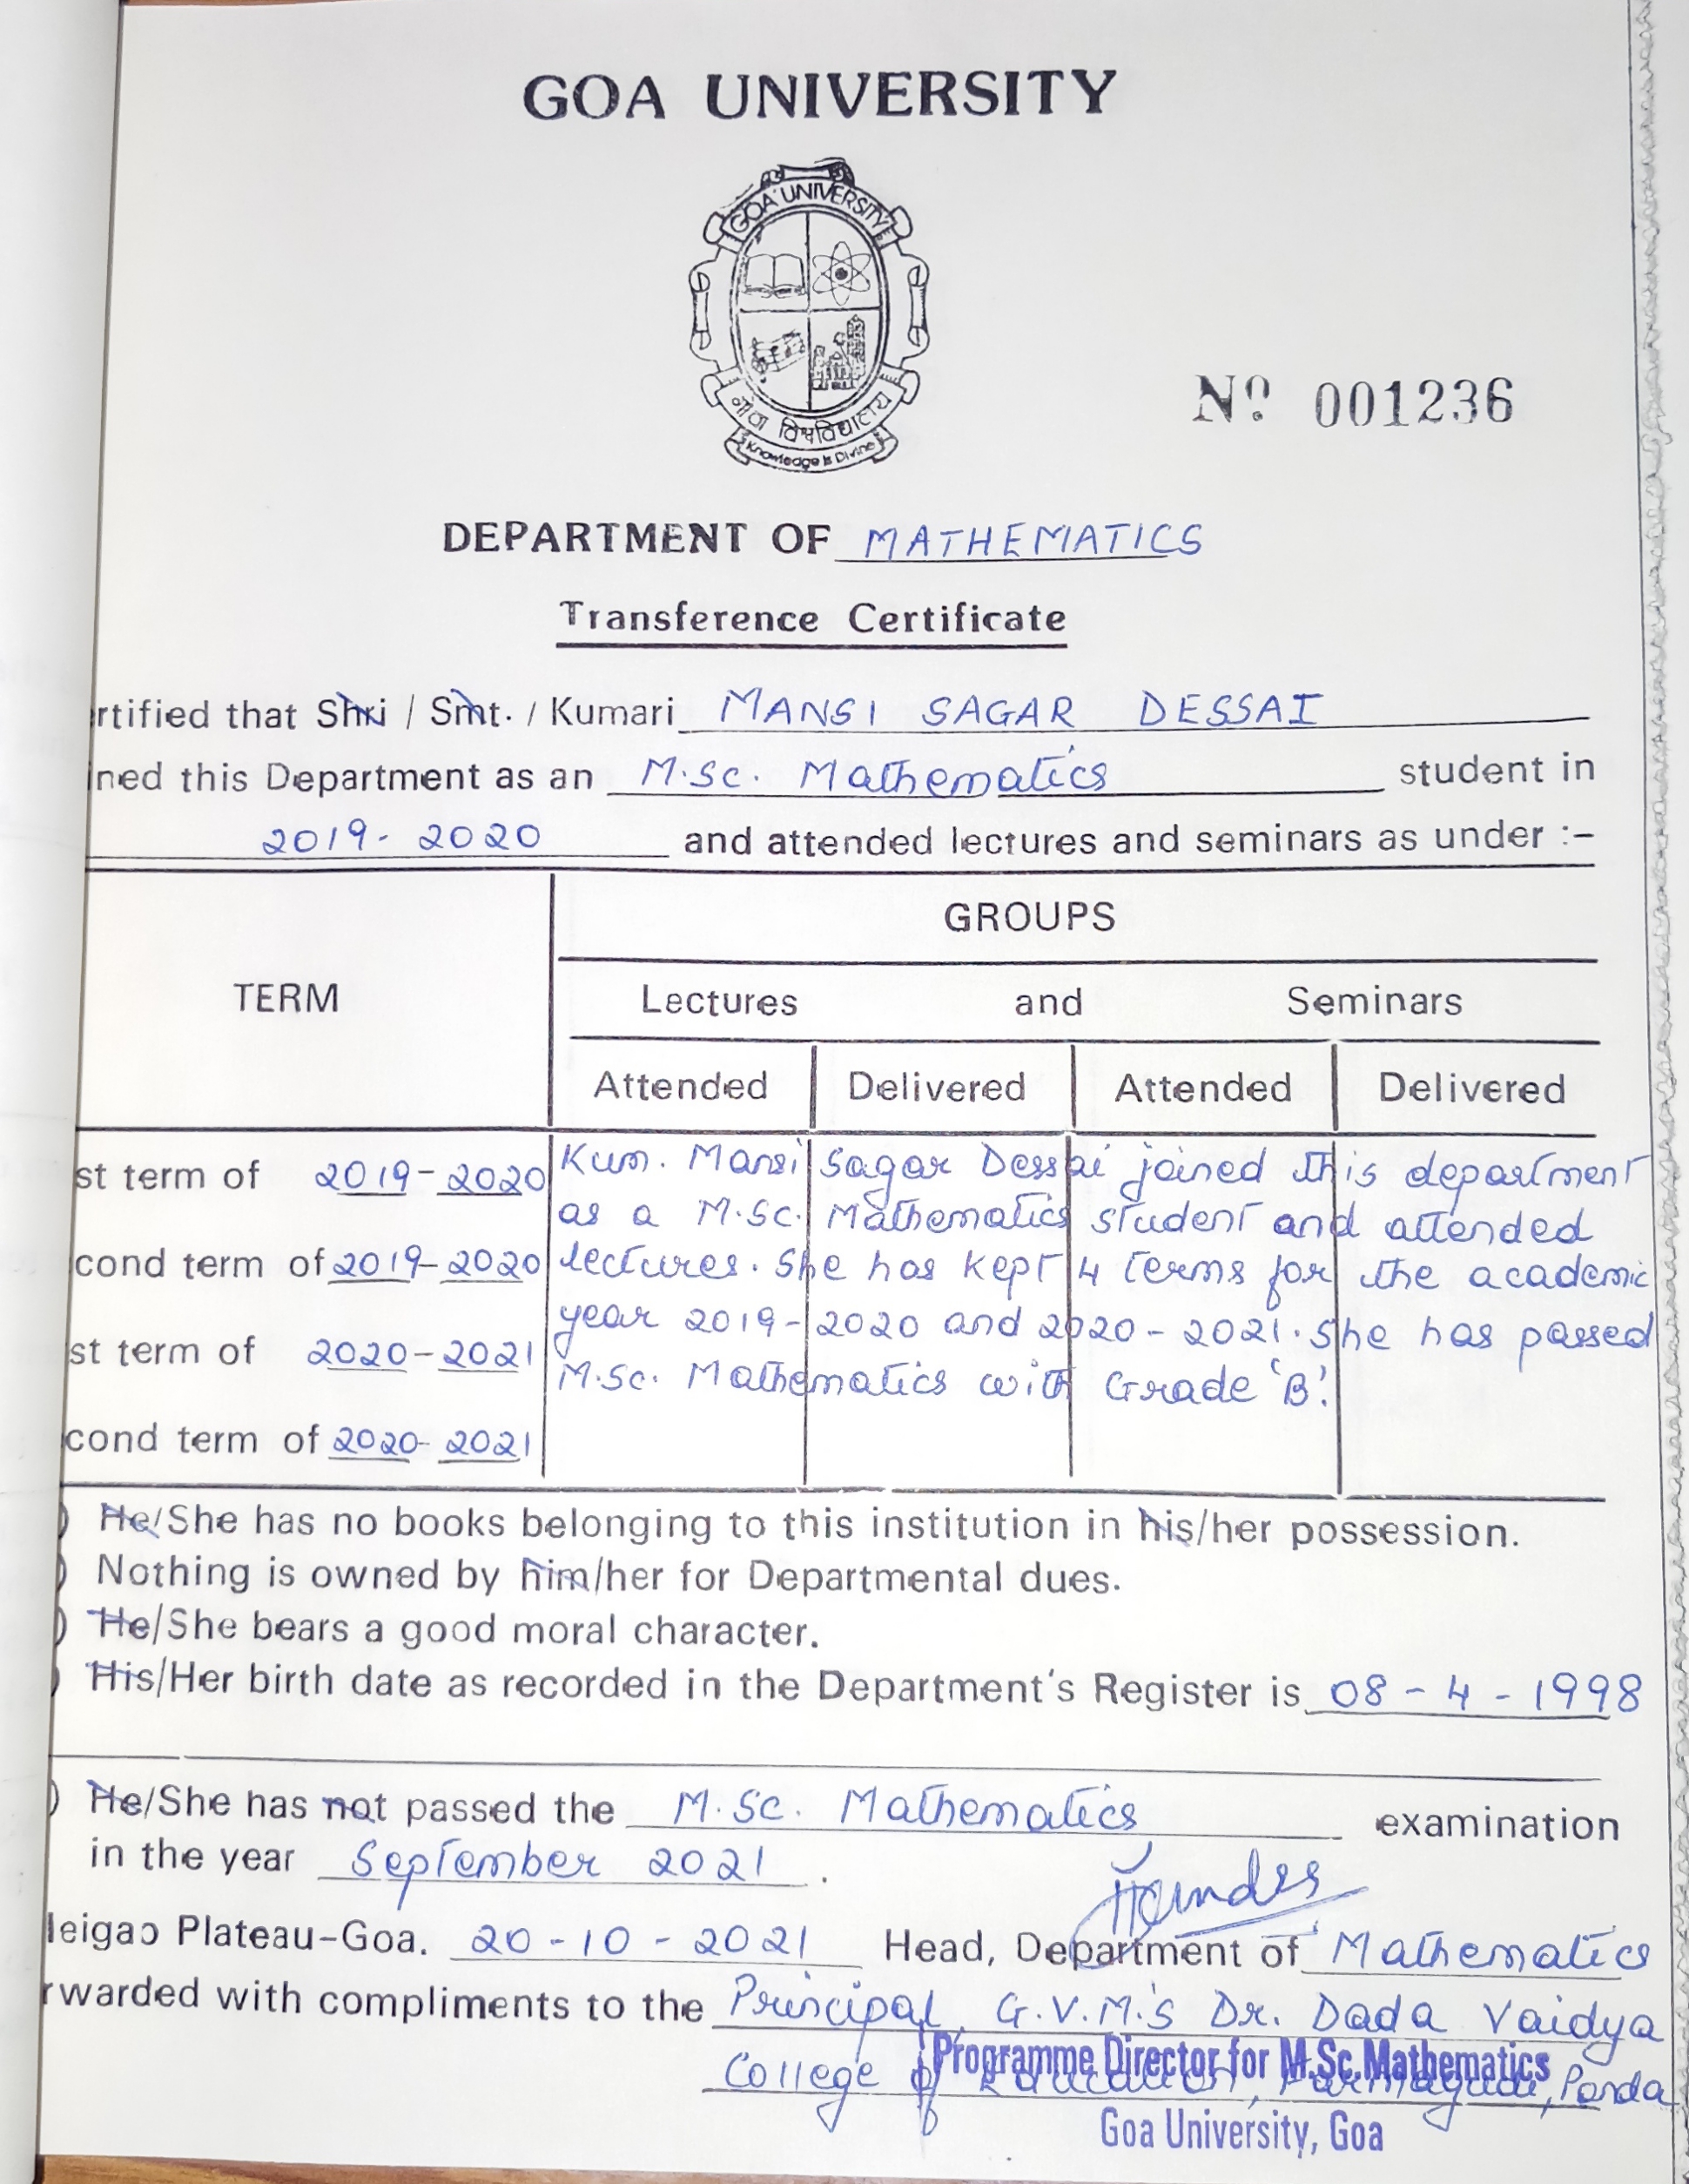 GOA UNIVERSITY
GOA UNIVERSITY
गोंय विश्वविद्यालय
Knowledge is Divine
Nº 001236
DEPARTMENT OF MATHEMATICS
Transference Certificate
rtified that Shri / Smt. / Kumari MANSI SAGAR DESSAI
ned this Department as an M.Sc. Mathematics student in
2019-2020 and attended lectures and seminars as under :-
TERM
GROUPS
Lectures and Seminars
Attended Delivered Attended Delivered
st term of 2019-2020
cond term of 2019-2020
st term of 2020-2021
cond term of 2020-2021
Kum. Mansi Sagar Dessai joined this department
as a M.Sc. Mathematics student and attended
lectures. She has kept 4 terms for the academic
year 2019-2020 and 2020-2021. She has passed
M.Sc. Mathematics with Grade 'B'.
) He/She has no books belonging to this institution in his/her possession.
) Nothing is owned by him/her for Departmental dues.
) He/She bears a good moral character.
) His/Her birth date as recorded in the Department's Register is 08-4-1998
) He/She has not passed the M.Sc. Mathematics examination
in the year September 2021.
leigao Plateau-Goa. 20-10-2021 Head, Department of Mathematics
rwarded with compliments to the Principal, G.V.M's Dr. Dada Vaidya
College of Education, Farmagudi, Ponda
Programme Director for M.Sc.Mathematics
Goa University, Goa